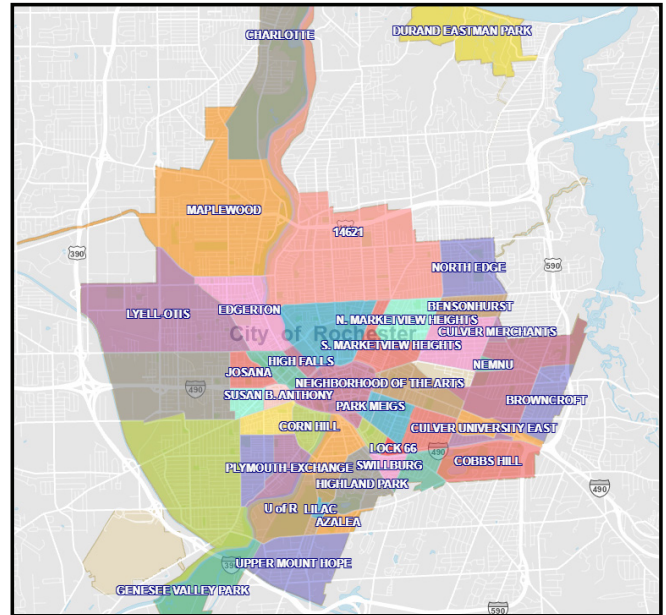 CHARLOTTE
DURAND EASTMAN PARK
MAPLEWOOD
14621
390
NORTH EDGE
590
LYELL-OTIS
EDGERTON
BENSONHURST
N. MARKETVIEW HEIGHTS
City of Rochester
CULVER MERCHANTS
S. MARKETVIEW HEIGHTS
HIGH FALLS
NEMNU
JOSANA
490
NEIGHBORHOOD OF THE ARTS
SUSAN B. ANTHONY
BROWNCROFT
PARK MEIGS
CORN HILL
CULVER UNIVERSITY EAST
LOCK 66
490
PLYMOUTH-EXCHANGE
SWILLBURG
COBBS HILL
HIGHLAND PARK
490
U of R
LILAC
AZALEA
UPPER MOUNT HOPE
GENESEE VALLEY PARK
590